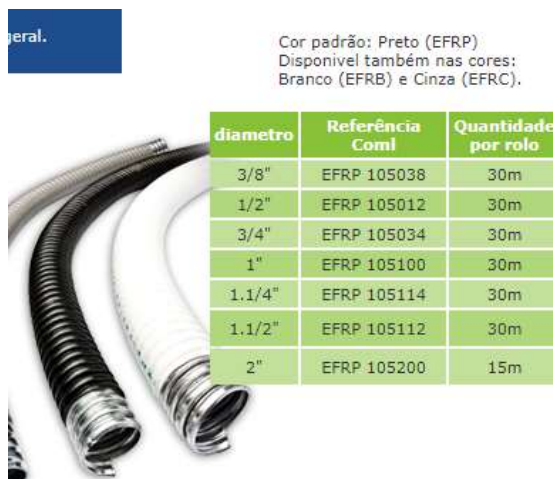 geral.
Cor padrão: Preto (EFRP)
Disponivel também nas cores:
Branco (EFRB) e Cinza (EFRC).
diametro Referência Coml Quantidade por rolo
3/8" EFRP 105038 30m
1/2" EFRP 105012 30m
3/4" EFRP 105034 30m
1" EFRP 105100 30m
1.1/4" EFRP 105114 30m
1.1/2" EFRP 105112 30m
2" EFRP 105200 15m